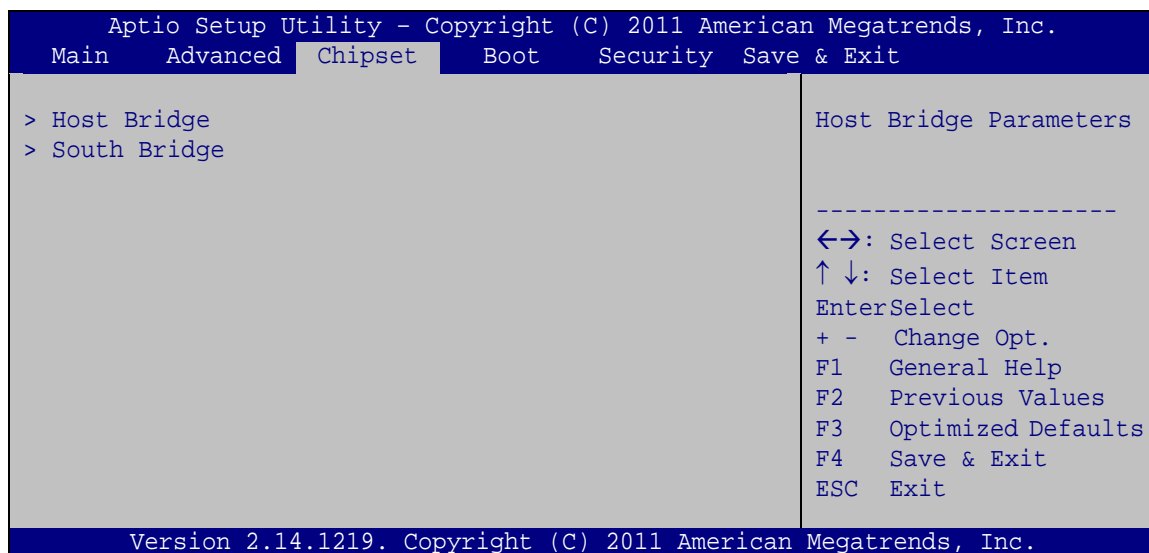 Aptio Setup Utility – Copyright (C) 2011 American Megatrends, Inc.
Main Advanced Chipset Boot Security Save & Exit
> Host Bridge
> South Bridge
Host Bridge Parameters
---------------------
←→: Select Screen
↑ ↓: Select Item
EnterSelect
+ - Change Opt.
F1 General Help
F2 Previous Values
F3 Optimized Defaults
F4 Save & Exit
ESC Exit
Version 2.14.1219. Copyright (C) 2011 American Megatrends, Inc.